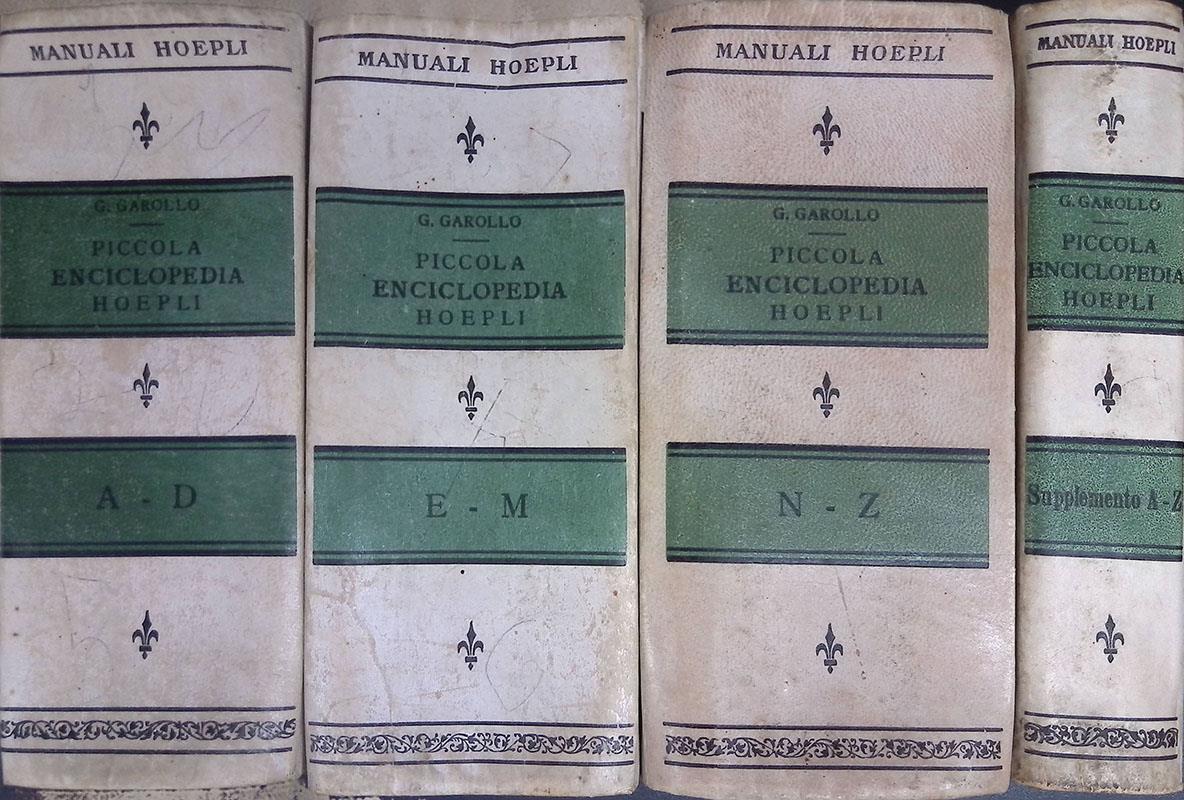 MANUALI HOEPLI
G. GAROLLO
PICCOLA
ENCICLOPEDIA
HOEPLI
A - D
MANUALI HOEPLI
G. GAROLLO
PICCOLA
ENCICLOPEDIA
HOEPLI
E - M
MANUALI HOEPLI
G. GAROLLO
PICCOLA
ENCICLOPEDIA
HOEPLI
N - Z
MANUALI HOEPLI
G. GAROLLO
PICCOLA
ENCICLOPEDIA
HOEPLI
Supplemento A-Z